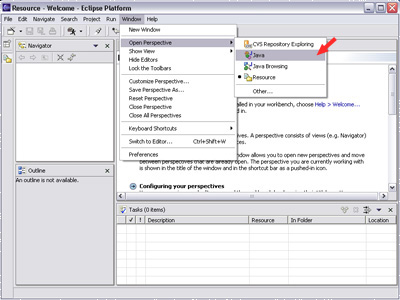 Resource - Welcome - Eclipse Platform
File Edit Navigate Search Project Run Window Help
New Window
Open Perspective
Show View
Hide Editors
Lock the Toolbars
Customize Perspective...
Save Perspective As...
Reset Perspective
Close Perspective
Close All Perspectives
Keyboard Shortcuts
Switch to Editor... Ctrl+Shift+W
Preferences
CVS Repository Exploring
Java
Java Browsing
Resource
Other...
Navigator
alled in your workbench, choose Help > Welcome...
erspectives. A perspective consists of views (e.g. Navigator)
window allows you to open new perspectives and move
between perspectives that are already open. The perspective you are currently working with
is shown in the title of the window and in the shortcut bar as a pushed-in icon.
Configuring your perspectives
Outline
An outline is not available.
Tasks (0 items)
Description Resource In Folder Location